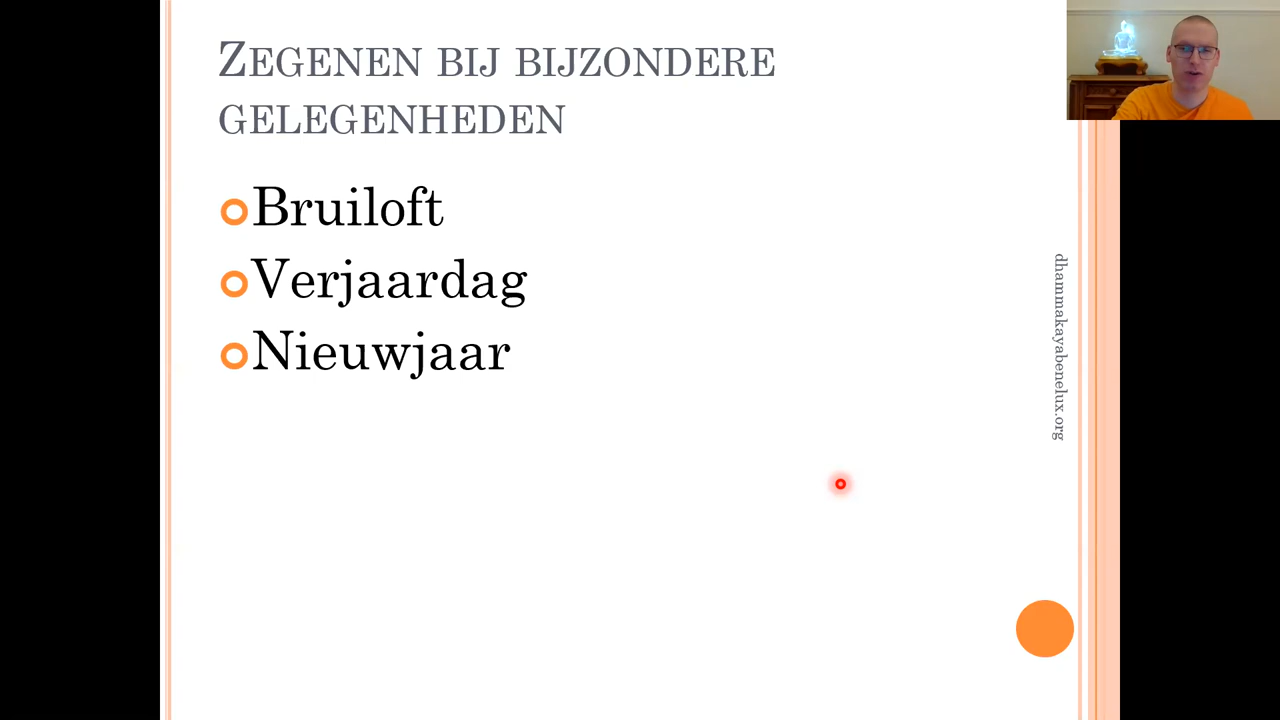 Zegenen bij bijzondere
gelegenheden
Bruiloft
Verjaardag
Nieuwjaar
dhammakayabenelux.org